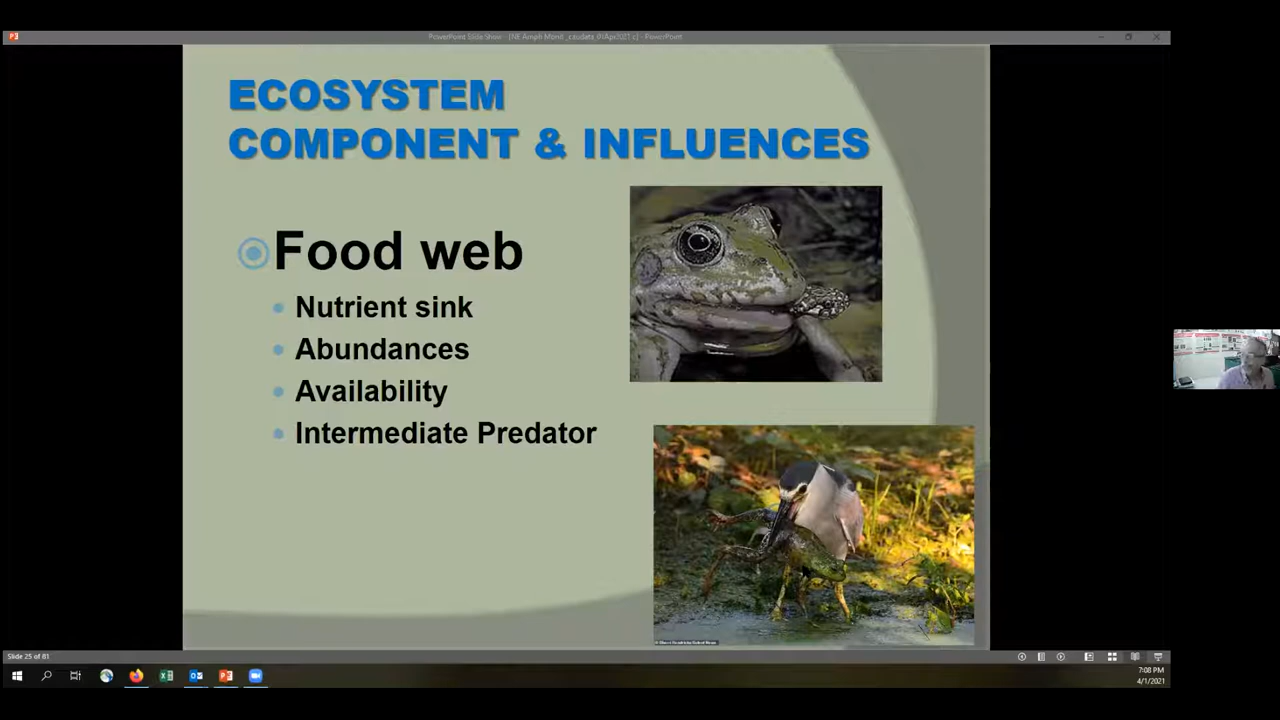 ECOSYSTEM
COMPONENT & INFLUENCES
Food web
Nutrient sink
Abundances
Availability
Intermediate Predator
Slide 25 of 81
7:08 PM
4/1/2021